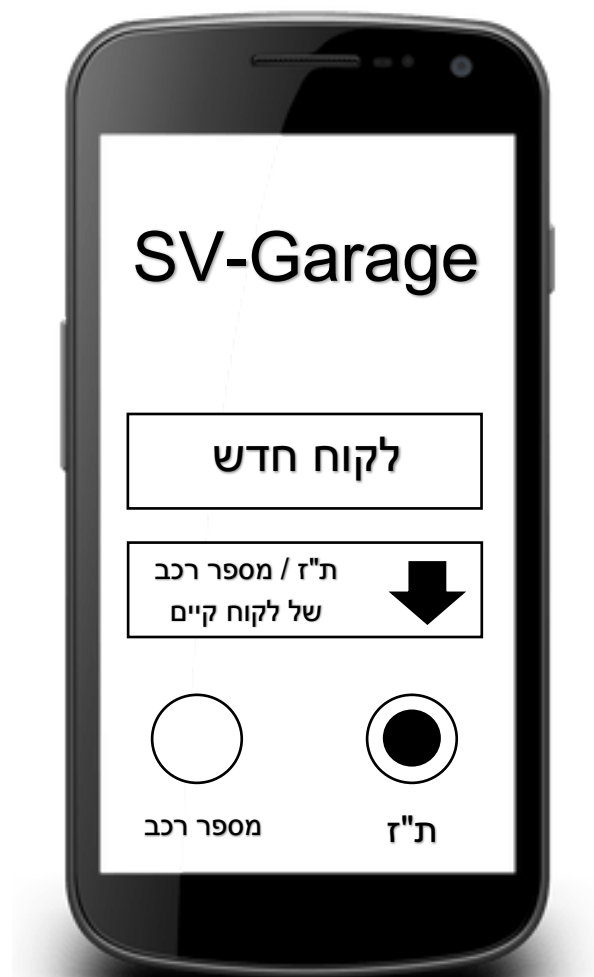 SV-Garage
לקוח חדש
ת"ז / מספר רכב
של לקוח קיים
ת"ז
מספר רכב